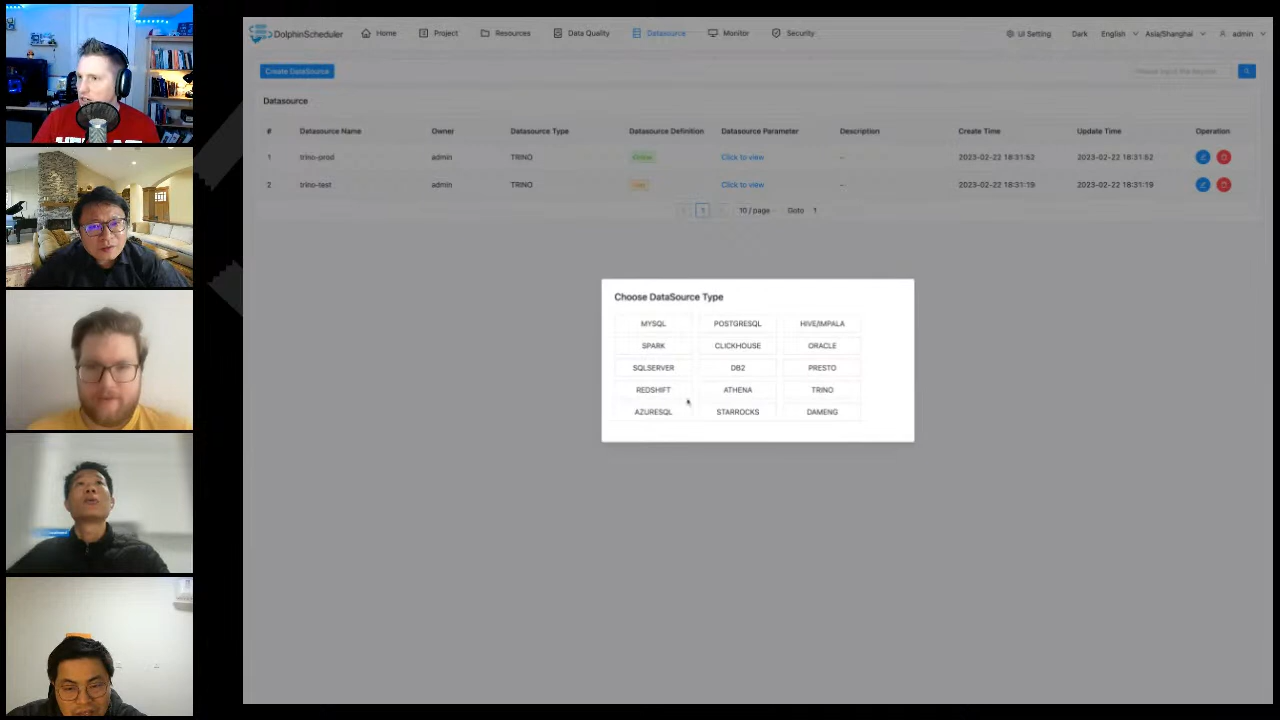 DolphinScheduler Home Project Resources Data Quality Datasource Monitor Security UI Setting Dark English Asia/Shanghai admin
Create DataSource
Datasource
# Datasource Name Owner Datasource Type Datasource Definition Datasource Parameter Description Create Time Update Time Operation
1 trino-prod admin TRINO Click to view - 2023-02-22 18:31:52 2023-02-22 18:31:52
2 trino-test admin TRINO Click to view - 2023-02-22 18:31:19 2023-02-22 18:31:19
1 10 / page Goto 1
Choose DataSource Type
MYSQL POSTGRESQL HIVE/IMPALA
SPARK CLICKHOUSE ORACLE
SQLSERVER DB2 PRESTO
REDSHIFT ATHENA TRINO
AZURESQL STARROCKS DAMENG